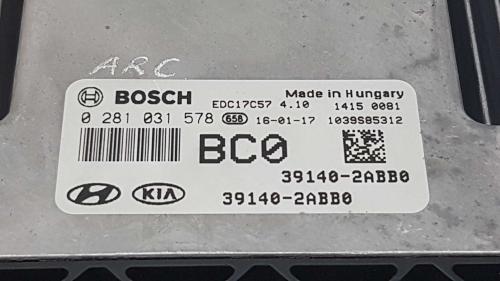 ARC
BOSCH EDC17C57 4.10 Made in Hungary
1415 0081
0 281 031 578 658 16-01-17 1039S85312
BC0
39140-2ABB0
KIA 39140-2ABB0